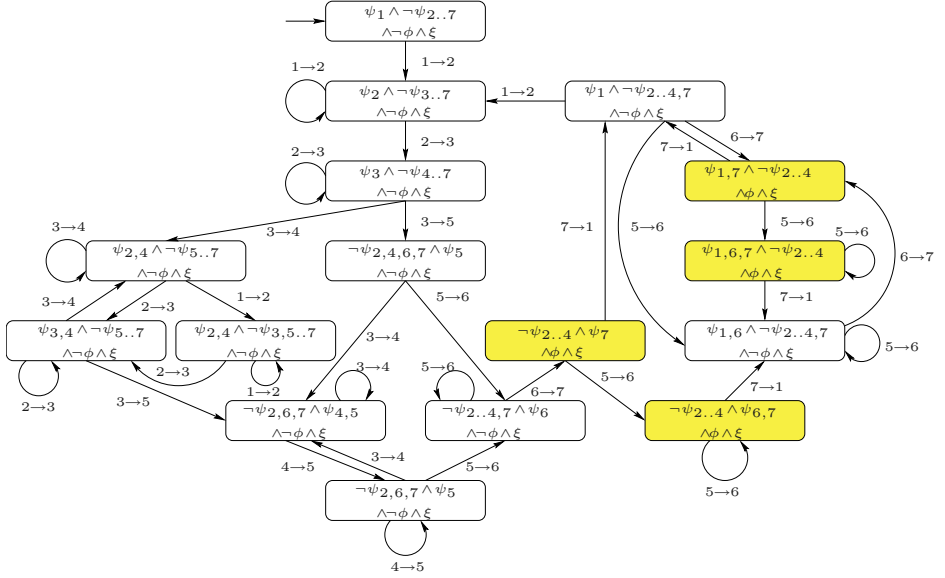 ψ₁ ∧ ¬ψ₂..₇
∧¬ϕ∧ξ
1→2
1→2
ψ₂ ∧ ¬ψ₃..₇
∧¬ϕ∧ξ
1→2
ψ₁ ∧ ¬ψ₂..₄,₇
∧¬ϕ∧ξ
2→3
6→7
7→1
2→3
ψ₃ ∧ ¬ψ₄..₇
∧¬ϕ∧ξ
ψ₁,₇ ∧ ¬ψ₂..₄
∧ϕ∧ξ
3→4
3→5
7→1
5→6
5→6
5→6
3→4
ψ₂,₄ ∧ ¬ψ₅..₇
∧¬ϕ∧ξ
¬ψ₂,₄,₆,₇ ∧ ψ₅
∧¬ϕ∧ξ
ψ₁,₆,₇ ∧ ¬ψ₂..₄
∧ϕ∧ξ
6→7
3→4
2→3
1→2
5→6
7→1
ψ₃,₄ ∧ ¬ψ₅..₇
∧¬ϕ∧ξ
ψ₂,₄ ∧ ¬ψ₃,₅..₇
∧¬ϕ∧ξ
3→4
¬ψ₂..₄ ∧ ψ₇
∧ϕ∧ξ
ψ₁,₆ ∧ ¬ψ₂..₄,₇
∧¬ϕ∧ξ
5→6
2→3
2→3
1→2
3→4
5→6
6→7
5→6
7→1
3→5
¬ψ₂,₆,₇ ∧ ψ₄,₅
∧¬ϕ∧ξ
¬ψ₂..₄,₇ ∧ ψ₆
∧¬ϕ∧ξ
¬ψ₂..₄ ∧ ψ₆,₇
∧ϕ∧ξ
4→5
3→4
5→6
5→6
¬ψ₂,₆,₇ ∧ ψ₅
∧¬ϕ∧ξ
4→5